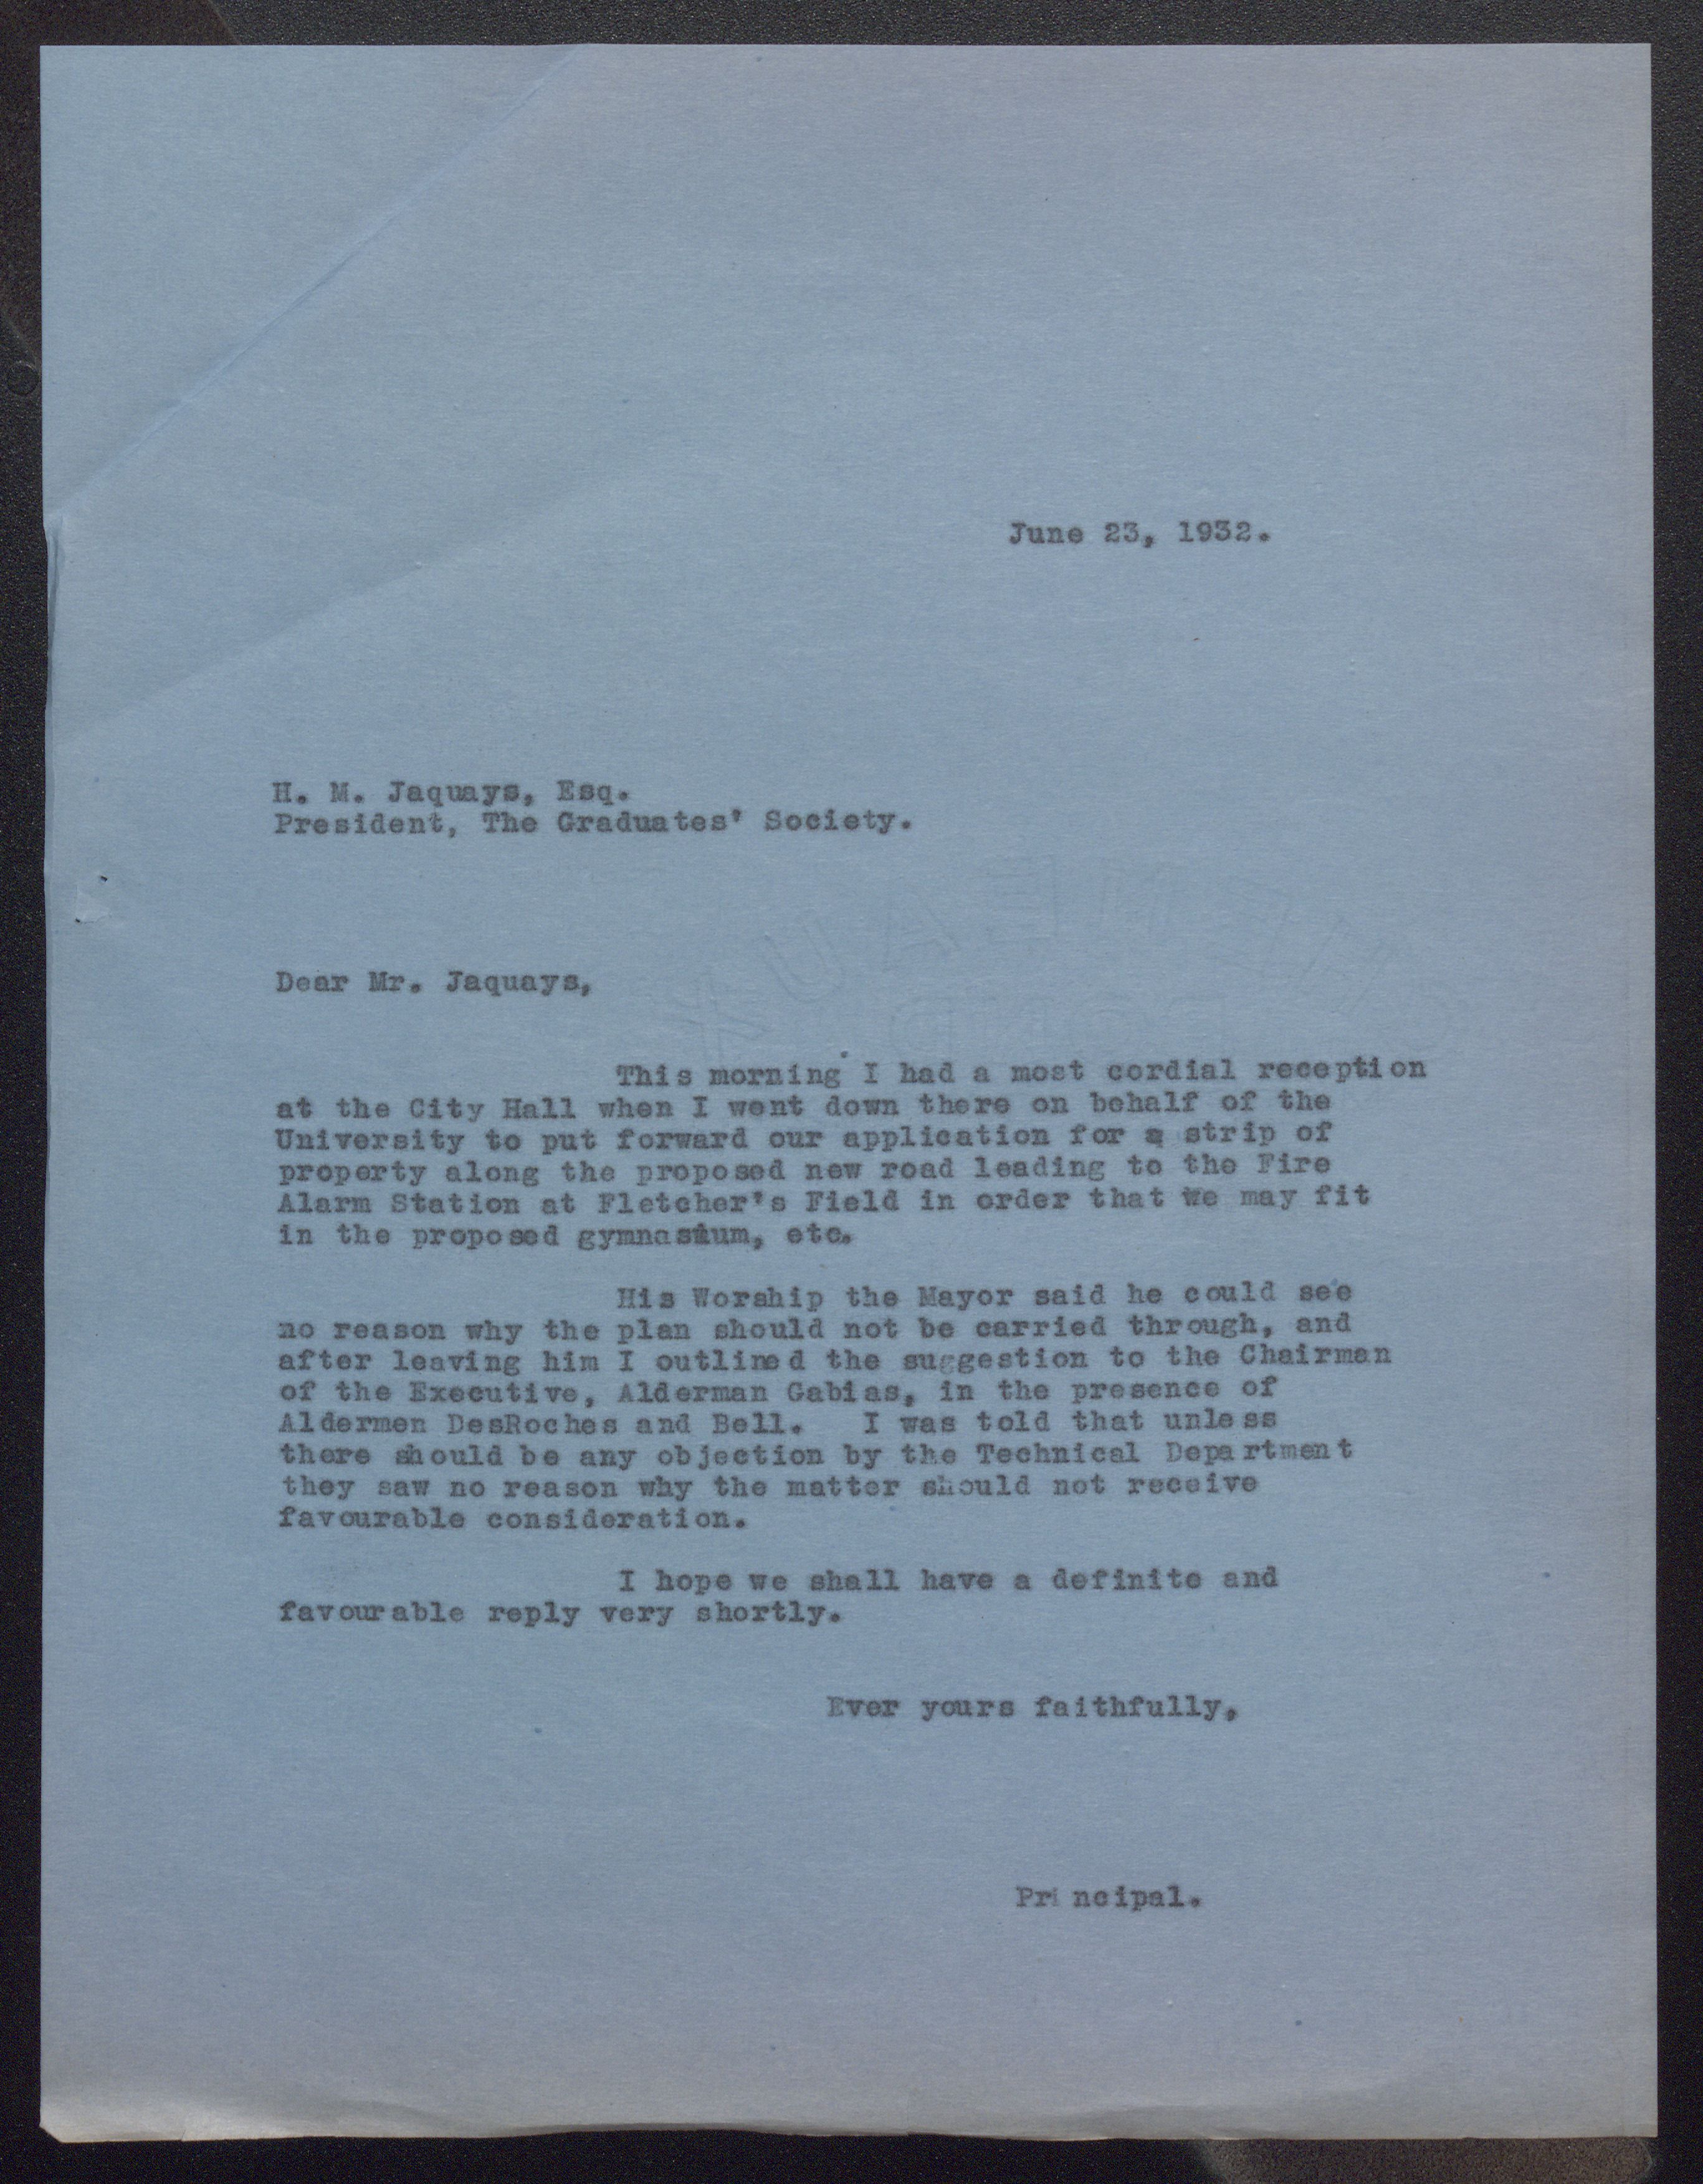 June 23, 1932.
H. M. Jaquays, Esq.
President, The Graduates' Society.
Dear Mr. Jaquays,
This morning I had a most cordial reception
at the City Hall when I went down there on behalf of the
University to put forward our application for a strip of
property along the proposed new road leading to the Fire
Alarm Station at Fletcher's Field in order that we may fit
in the proposed gymnasium, etc.
His Worship the Mayor said he could see
no reason why the plan should not be carried through, and
after leaving him I outlined the suggestion to the Chairman
of the Executive, Alderman Gabias, in the presence of
Aldermen DesRoches and Bell. I was told that unless
there should be any objection by the Technical Department
they saw no reason why the matter should not receive
favourable consideration.
I hope we shall have a definite and
favourable reply very shortly.
Ever yours faithfully,
Principal.